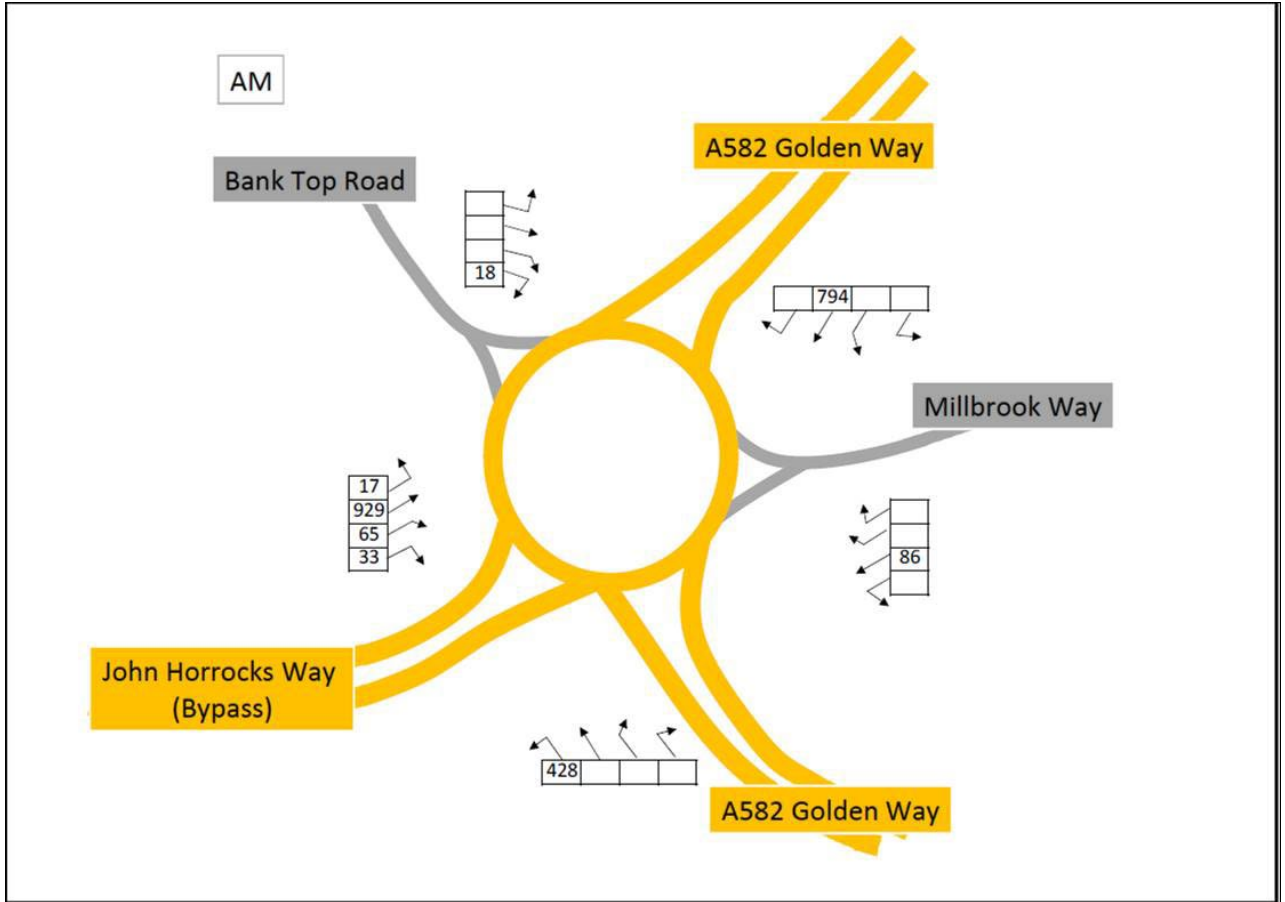 AM
A582 Golden Way
Bank Top Road
18
794
Millbrook Way
17
929
65
33
86
John Horrocks Way
(Bypass)
428
A582 Golden Way